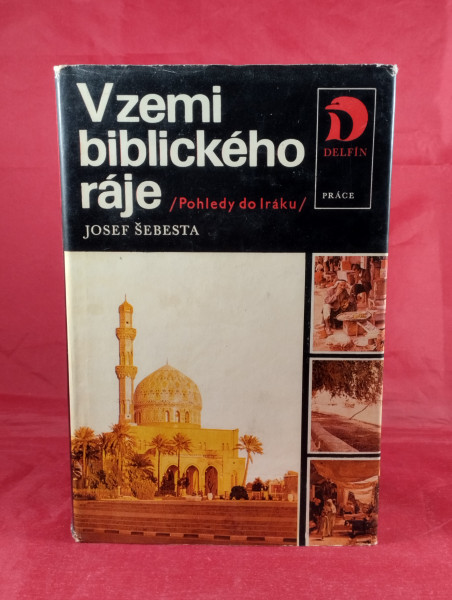 V zemi
biblického
ráje
/Pohledy do Iráku/
JOSEF ŠEBESTA
DELFÍN
PRÁCE